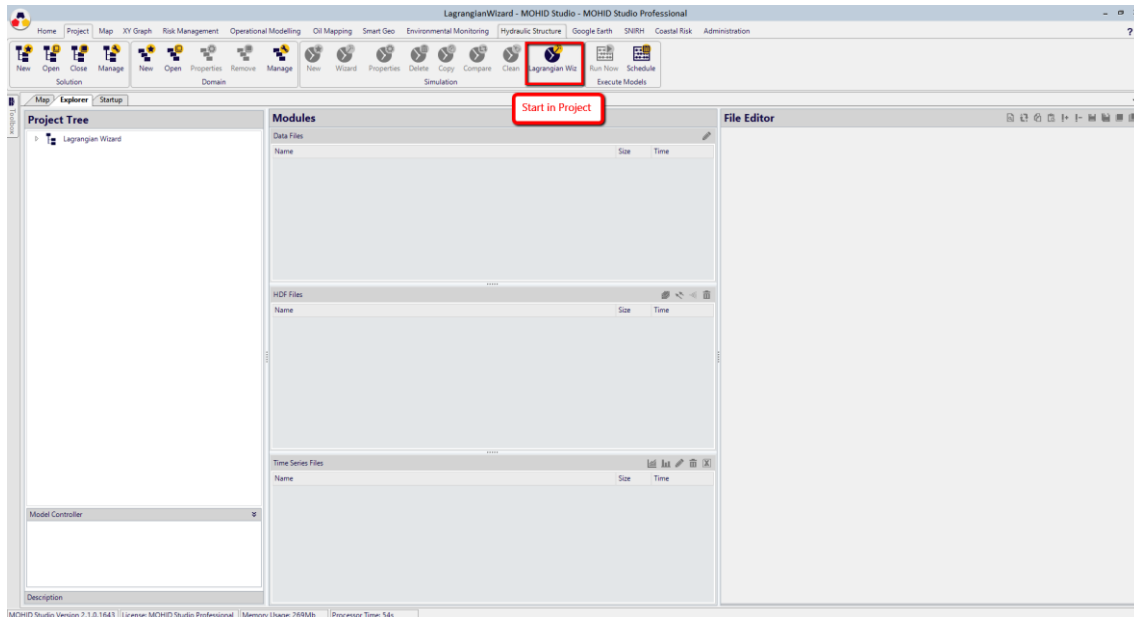 LagrangianWizard - MOHID Studio - MOHID Studio Professional
Home Project Map XY Graph Risk Management Operational Modelling Oil Mapping Smart Geo Environmental Monitoring Hydraulic Structure Google Earth SNIRH Coastal Risk Administration ?
New Open Close Manage New Open Properties Remove Manage New Wizard Properties Delete Copy Compare Clean Lagrangian Wiz Run Now Schedule
Solution Domain Simulation Execute Models
Map Explorer Startup
Toolbox
Start in Project
Project Tree Modules File Editor
Data Files
Lagrangian Wizard
Name Size Time
HDF Files
Name Size Time
Time Series Files
Name Size Time
Model Controller
Description
MOHID Studio Version 2.1.0.1643 License: MOHID Studio Professional Memory Usage: 269Mb Processor Time: 54s